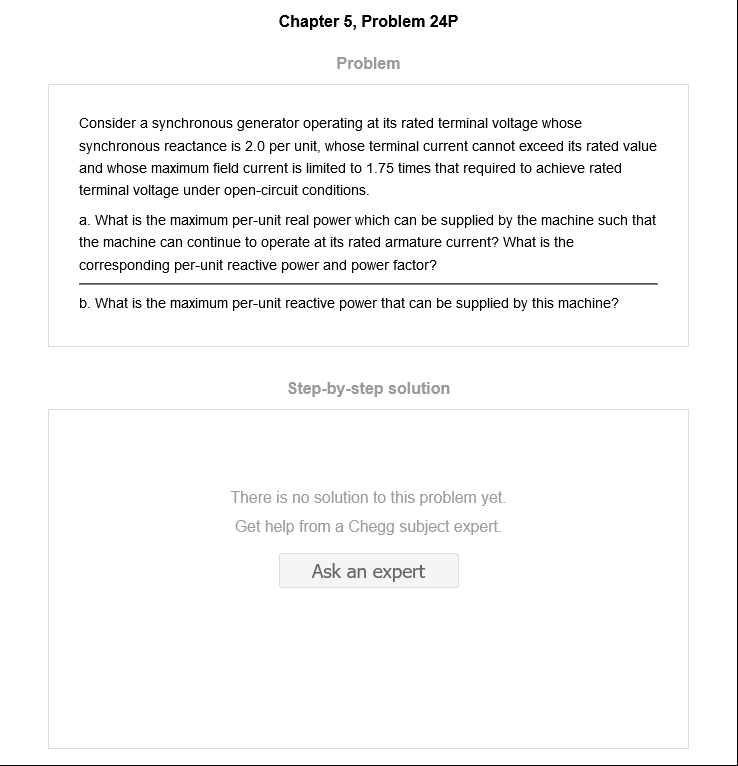 Chapter 5, Problem 24P
Problem
Consider a synchronous generator operating at its rated terminal voltage whose
synchronous reactance is 2.0 per unit, whose terminal current cannot exceed its rated value
and whose maximum field current is limited to 1.75 times that required to achieve rated
terminal voltage under open-circuit conditions.
a. What is the maximum per-unit real power which can be supplied by the machine such that
the machine can continue to operate at its rated armature current? What is the
corresponding per-unit reactive power and power factor?
b. What is the maximum per-unit reactive power that can be supplied by this machine?
Step-by-step solution
There is no solution to this problem yet.
Get help from a Chegg subject expert.
Ask an expert